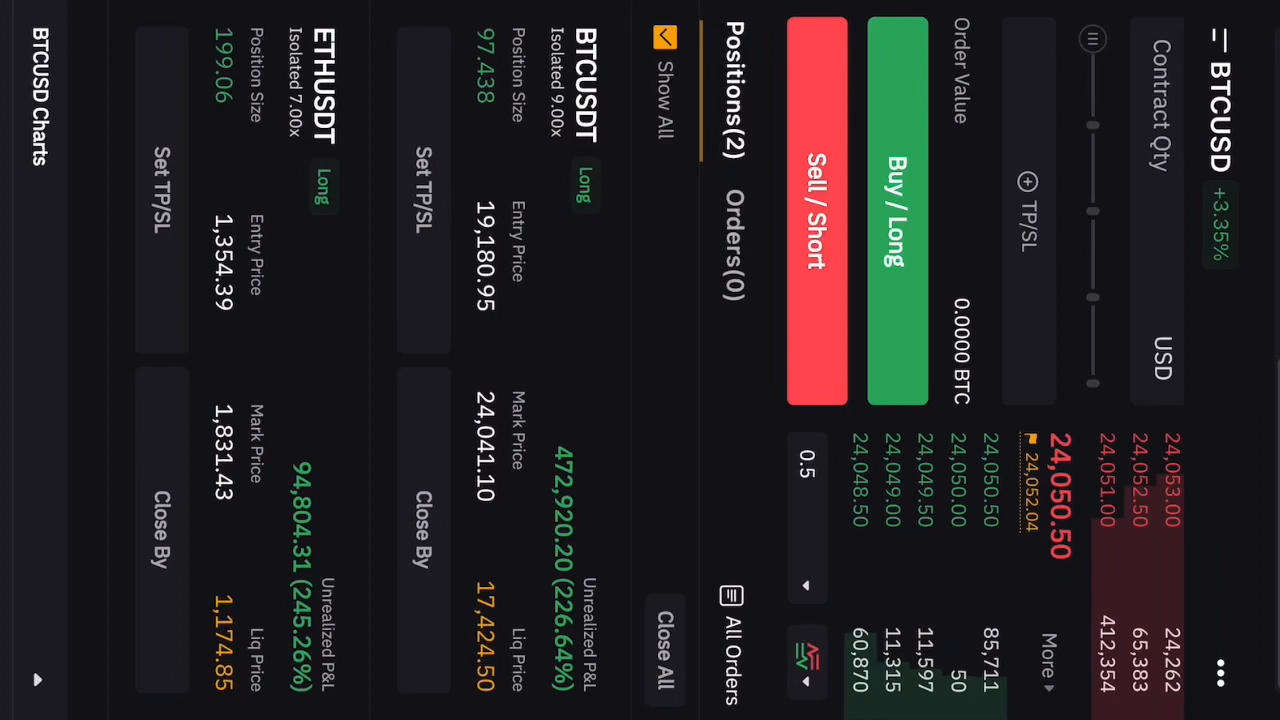 BTCUSD +3.35%
Contract Qty USD
TP/SL
Order Value 0.0000 BTC
Buy / Long
Sell / Short
24,053.00 24,262
24,052.50 65,383
24,051.00 412,354
24,050.50
24,052.04 More
24,050.50 85,711
24,050.00 50
24,049.50 11,597
24,049.00 11,315
24,048.50 60,870
0.5
Positions(2) Orders(0) All Orders
Show All Close All
BTCUSDT Long Unrealized P&L
Isolated 9.00x 472,920.20 (226.64%)
Position Size Entry Price Mark Price Liq Price
97.438 19,180.95 24,041.10 17,424.50
Set TP/SL Close By
ETHUSDT Long Unrealized P&L
Isolated 7.00x 94,804.31 (245.26%)
Position Size Entry Price Mark Price Liq Price
199.06 1,354.39 1,831.43 1,174.85
Set TP/SL Close By
BTCUSD Charts